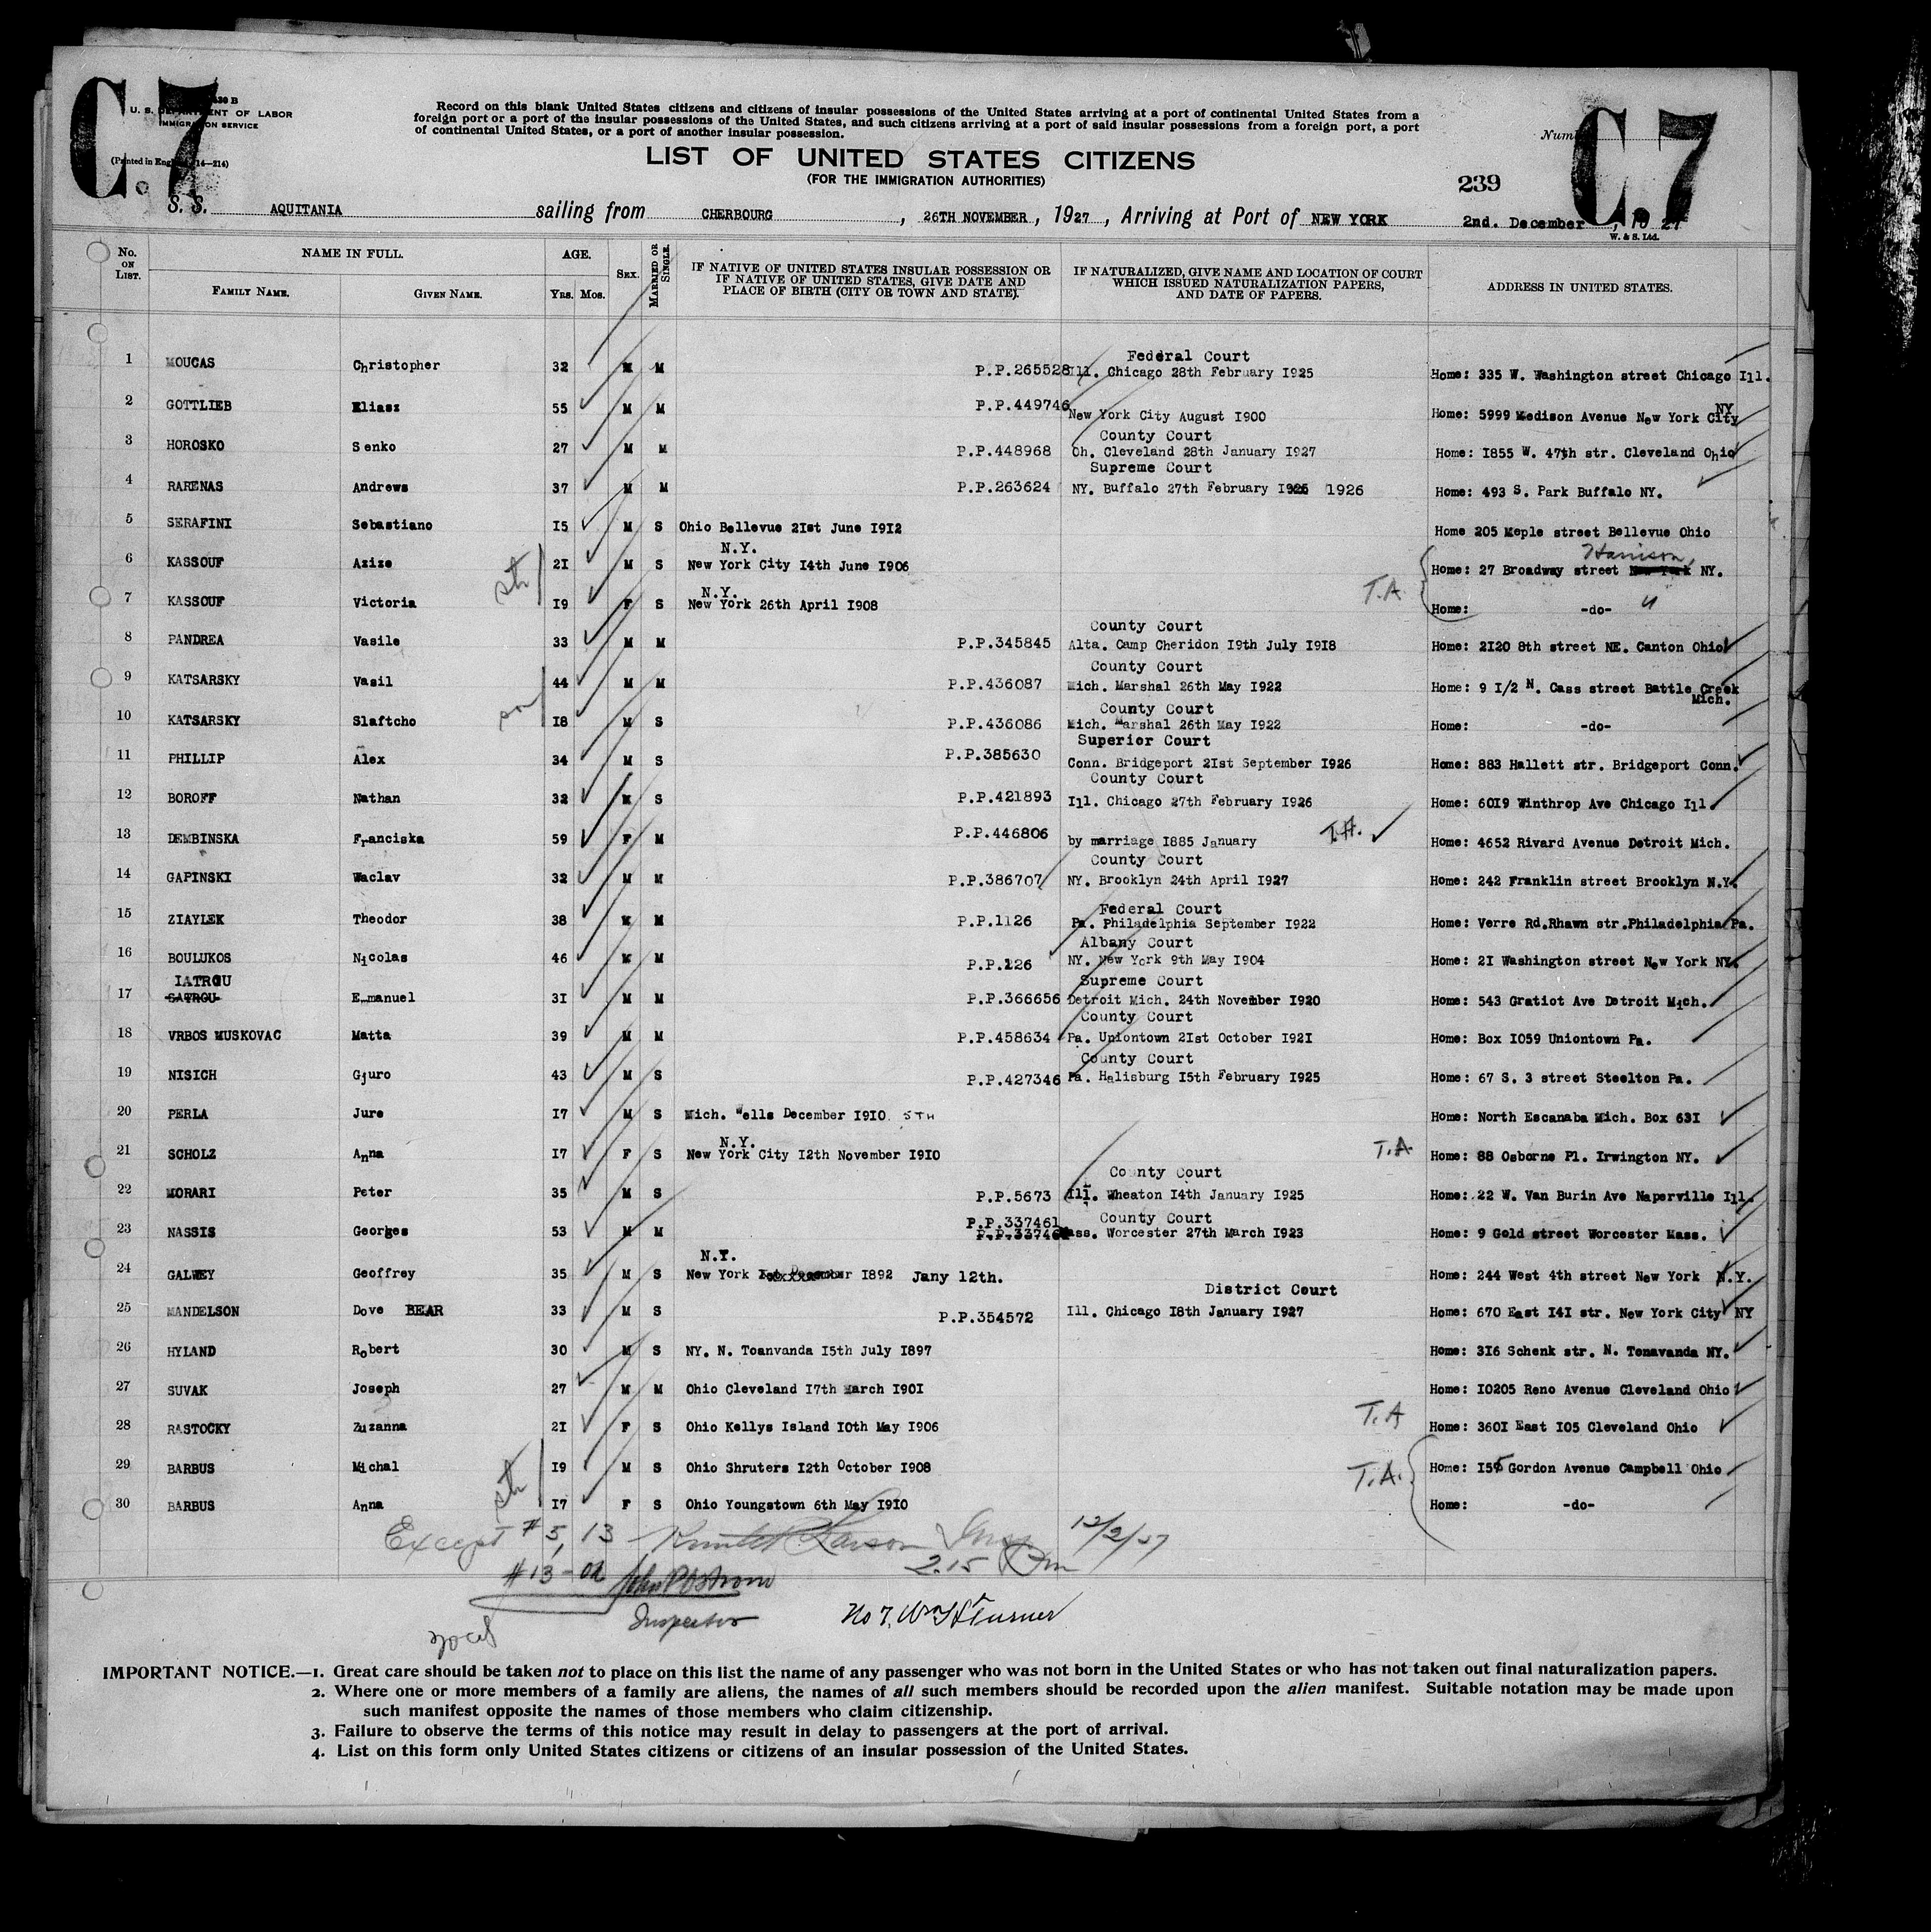 C.7
C.7
630 B
U. S. DEPARTMENT OF LABOR
IMMIGRATION SERVICE
(Printed in England 14—214)
Record on this blank United States citizens and citizens of insular possessions of the United States arriving at a port of continental United States from a
foreign port or a port of the insular possessions of the United States, and such citizens arriving at a port of said insular possessions from a foreign port, a port
of continental United States, or a port of another insular possession.
LIST OF UNITED STATES CITIZENS
(FOR THE IMMIGRATION AUTHORITIES)
239
S. S. AQUITANIA sailing from CHERBOURG, 26TH NOVEMBER, 1927, Arriving at Port of NEW YORK 2nd. December, 19 27
W. & S. Ltd.
No. ON LIST. NAME IN FULL. FAMILY NAME. GIVEN NAME. AGE. YRS. MOS. SEX. MARRIED OR SINGLE. IF NATIVE OF UNITED STATES INSULAR POSSESSION OR IF NATIVE OF UNITED STATES, GIVE DATE AND PLACE OF BIRTH (CITY OR TOWN AND STATE). IF NATURALIZED, GIVE NAME AND LOCATION OF COURT WHICH ISSUED NATURALIZATION PAPERS, AND DATE OF PAPERS. ADDRESS IN UNITED STATES.
Federal Court
1 MOUCAS Christopher 32 M M P.P.265528 Ill. Chicago 28th February 1925 Home: 335 W. Washington street Chicago Ill.
2 GOTTLIEB Eliasz 55 M M P.P.449746 New York City August 1900 Home: 5999 Medison Avenue New York City NY
County Court
3 HOROSKO Senko 27 M M P.P.448968 Oh. Cleveland 28th January 1927 Home: 1855 W. 47th str. Cleveland Ohio
Supreme Court
4 RARENAS Andrews 37 M M P.P.263624 NY. Buffalo 27th February 1925 1926 Home: 493 S. Park Buffalo NY.
5 SERAFINI Sebastiano 15 M S Ohio Bellevue 21st June 1912 Home 205 Meple street Bellevue Ohio
N.Y. Harrison
6 KASSOUF Azize 21 M S New York City 14th June 1906 Home: 27 Broadway street New York NY.
N.Y. T.A.
7 KASSOUF Victoria 19 F S New York 26th April 1908 Home: -do- "
County Court
8 PANDREA Vasile 33 M M P.P.345845 Alta. Camp Cheridon 19th July 1918 Home: 2120 8th street NE. Canton Ohio
County Court
9 KATSARSKY Vasil 44 M M P.P.436087 Mich. Marshal 26th May 1922 Home: 9 1/2 N. Cass street Battle Creek Mich.
son
County Court
10 KATSARSKY Slaftcho 18 M S P.P.436086 Mich. Marshal 26th May 1922 Home: -do-
Superior Court
11 PHILLIP Alex 34 M S P.P.385630 Conn. Bridgeport 21st September 1926 Home: 883 Hallett str. Bridgeport Conn.
County Court
12 BOROFF Nathan 32 M S P.P.421893 Ill. Chicago 27th February 1926 Home: 6019 Winthrop Ave Chicago Ill.
13 DEMBINSKA Franciska 59 F M P.P.446806 by marriage 1885 January T.A. Home: 4652 Rivard Avenue Detroit Mich.
County Court
14 GAPINSKI Waclav 32 M M P.P.386707 NY. Brooklyn 24th April 1927 Home: 242 Franklin street Brooklyn N.Y.
Federal Court
15 ZIAYLEK Theodor 38 M M P.P.1126 Pa. Philadelphia September 1922 Home: Verre Rd.Rhawn str.Philadelphia Pa.
Albany Court
16 BOULUKOS Nicolas 46 M M P.P.226 NY. New York 9th May 1904 Home: 21 Washington street New York NY.
IATROU Supreme Court
17 SATROU Emanuel 31 M M P.P.366656 Detroit Mich. 24th November 1920 Home: 543 Gratiot Ave Detroit Mich.
County Court
18 VRBOS MUSKOVAC Matta 39 M M P.P.458634 Pa. Uniontown 21st October 1921 Home: Box 1059 Uniontown Pa.
County Court
19 NISICH Gjuro 43 M S P.P.427346 Pa. Halisburg 15th February 1925 Home: 67 S. 3 street Steelton Pa.
20 PERLA Jure 17 M S Mich. Wells December 1910. 5TH Home: North Escanaba Mich. Box 631
N.Y.
21 SCHOLZ Anna 17 F S New York City 12th November 1910 T.A Home: 88 Osborne Pl. Irwington NY.
County Court
22 MORARI Peter 35 M S P.P.5673 Ill. Wheaton 14th January 1925 Home: 22 W. Van Burin Ave Naperville Ill.
P.P.337461 County Court
23 NASSIS Georges 53 M M P.P.337461 Mass. Worcester 27th March 1923 Home: 9 Gold street Worcester Mass.
N.Y.
24 GALWEY Geoffrey 35 M S New York 1st December 1892 Jany 12th. Home: 244 West 4th street New York N.Y.
District Court
25 MANDELSON Dove BEAR 33 M S P.P.354572 Ill. Chicago 18th January 1927 Home: 670 East 141 str. New York City NY
26 HYLAND Robert 30 M S NY. N. Toanvanda 15th July 1897 Home: 316 Schenk str. N. Tonavanda NY.
27 SUVAK Joseph 27 M M Ohio Cleveland 17th March 1901 Home: 10205 Reno Avenue Cleveland Ohio
28 RASTOCKY Zuzanna 21 F S Ohio Kellys Island 10th May 1906 T.A Home: 3601 East 105 Cleveland Ohio
29 BARBUS Michal 19 M S Ohio Shruters 12th October 1908 T.A. Home: 155 Gordon Avenue Campbell Ohio
30 BARBUS Anna 17 F S Ohio Youngstown 6th May 1910 Home: -do-
Except #5, 13 Larson 12/2/27
#13 - 2.15 Pm
Inspector No 7. Wm H Turner
IMPORTANT NOTICE.—1. Great care should be taken not to place on this list the name of any passenger who was not born in the United States or who has not taken out final naturalization papers.
2. Where one or more members of a family are aliens, the names of all such members should be recorded upon the alien manifest. Suitable notation may be made upon
such manifest opposite the names of those members who claim citizenship.
3. Failure to observe the terms of this notice may result in delay to passengers at the port of arrival.
4. List on this form only United States citizens or citizens of an insular possession of the United States.